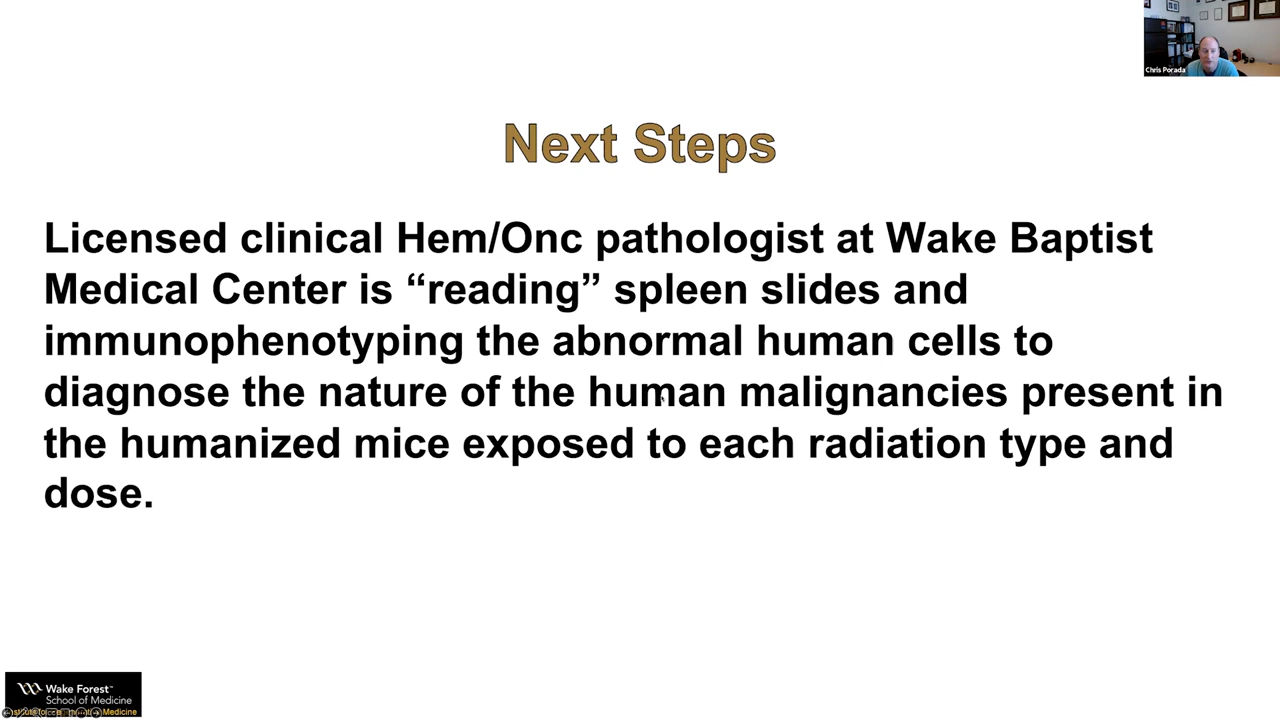 Chris Porada
Next Steps
Licensed clinical Hem/Onc pathologist at Wake Baptist
Medical Center is “reading” spleen slides and
immunophenotyping the abnormal human cells to
diagnose the nature of the human malignancies present in
the humanized mice exposed to each radiation type and
dose.
Wake Forest™
School of Medicine
Medicine